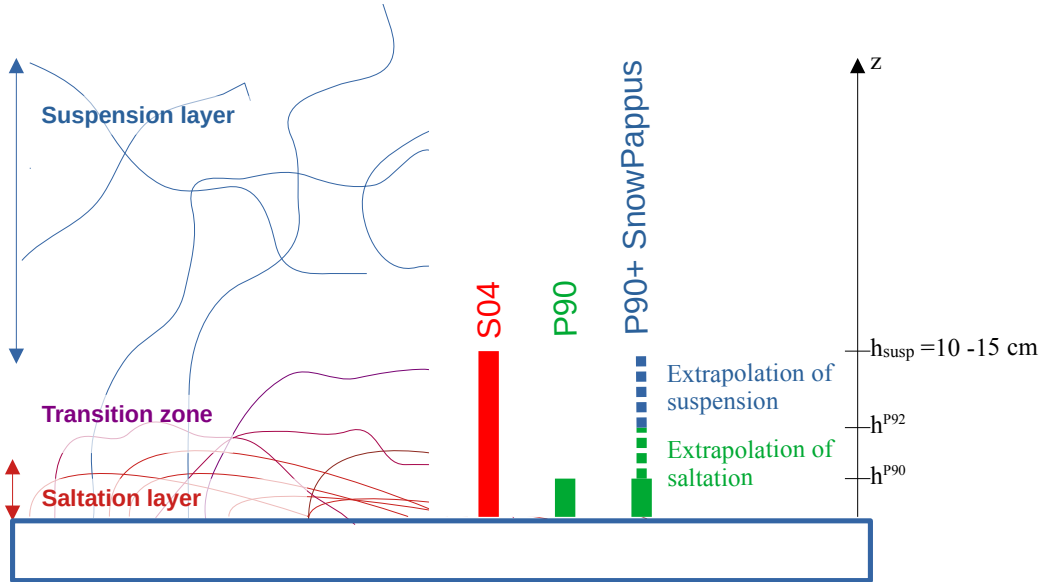 Suspension layer
Transition zone
Saltation layer
S04
P90
P90+ SnowPappus
Extrapolation of
suspension
Extrapolation of
saltation
z
hsusp =10 -15 cm
hP92
hP90